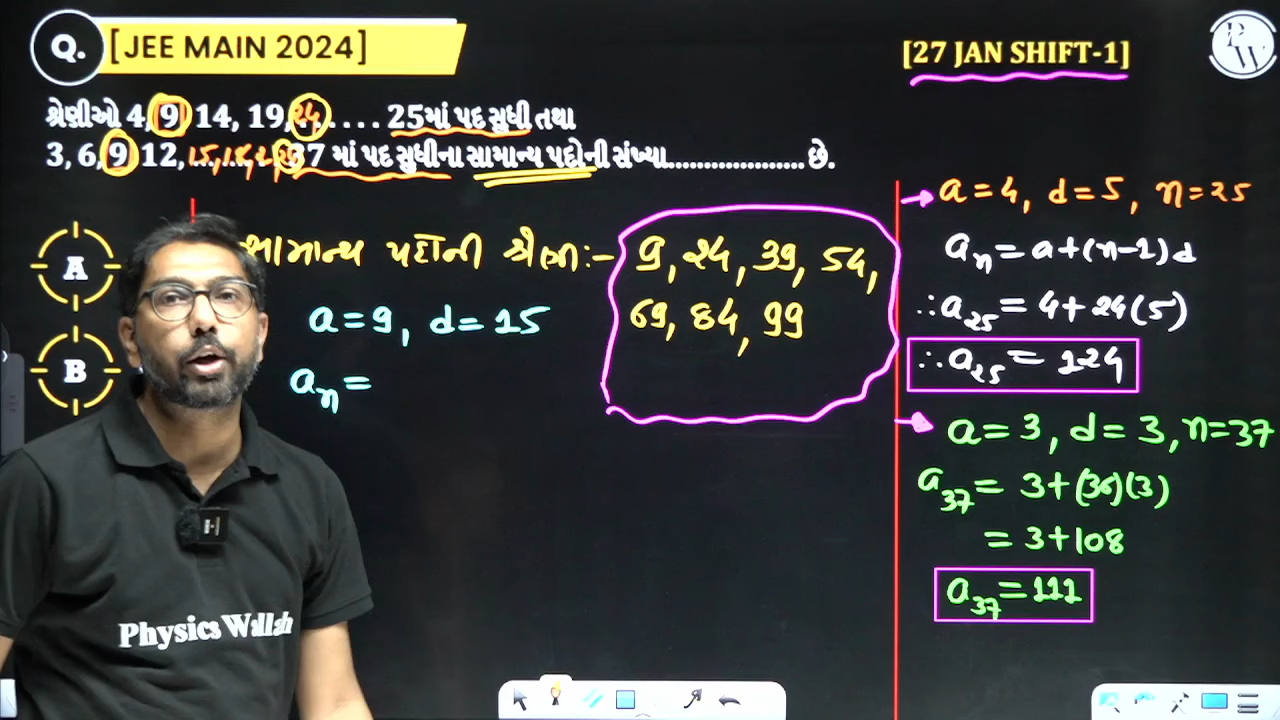 Q. [JEE MAIN 2024]
[27 JAN SHIFT-1]
PW
શ્રેણીઓ 4, 9, 14, 19, 24 ..... 25માં પદ સુધી તથા
3, 6, 9, 12, 15, 18, 37 માં પદ સુધીના સામાન્ય પદોની સંખ્યા.................... છે.
A
B
સામાન્ય પદોની શ્રેણી:- 9, 24, 39, 54,
69, 84, 99
a = 9, d = 15
aₙ =
→ a = 4, d = 5, n = 25
aₙ = a + (n-1)d
∴ a₂₅ = 4 + 24(5)
∴ a₂₅ = 124
→ a = 3, d = 3, n = 37
a₃₇ = 3 + (36)(3)
= 3 + 108
a₃₇ = 111
Physics Wallah